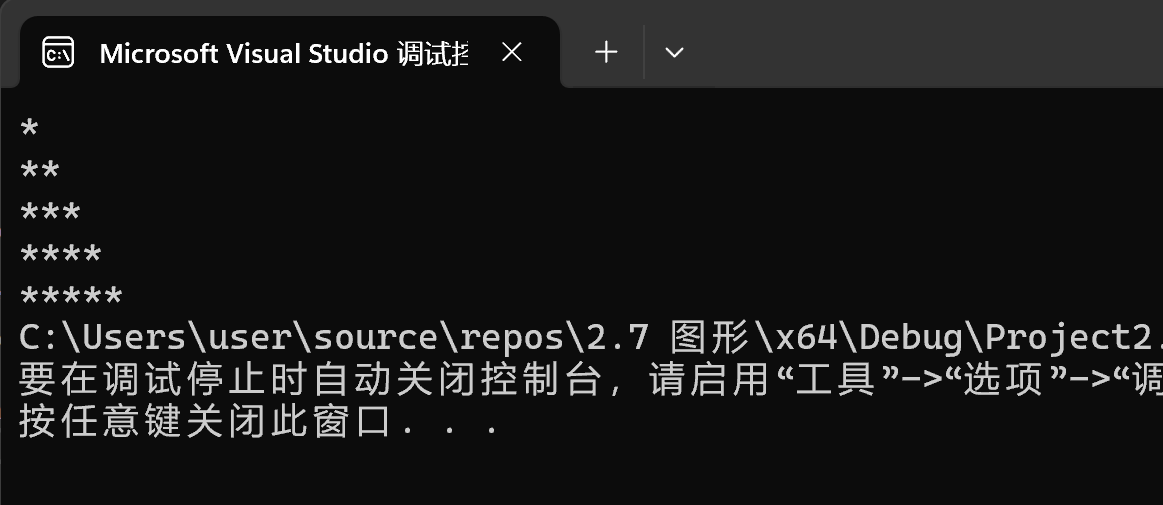 Microsoft Visual Studio 调试控
*
**
***
****
*****
C:\Users\user\source\repos\2.7 图形\x64\Debug\Project2.
要在调试停止时自动关闭控制台，请启用“工具”->“选项”->“调
按任意键关闭此窗口. . .